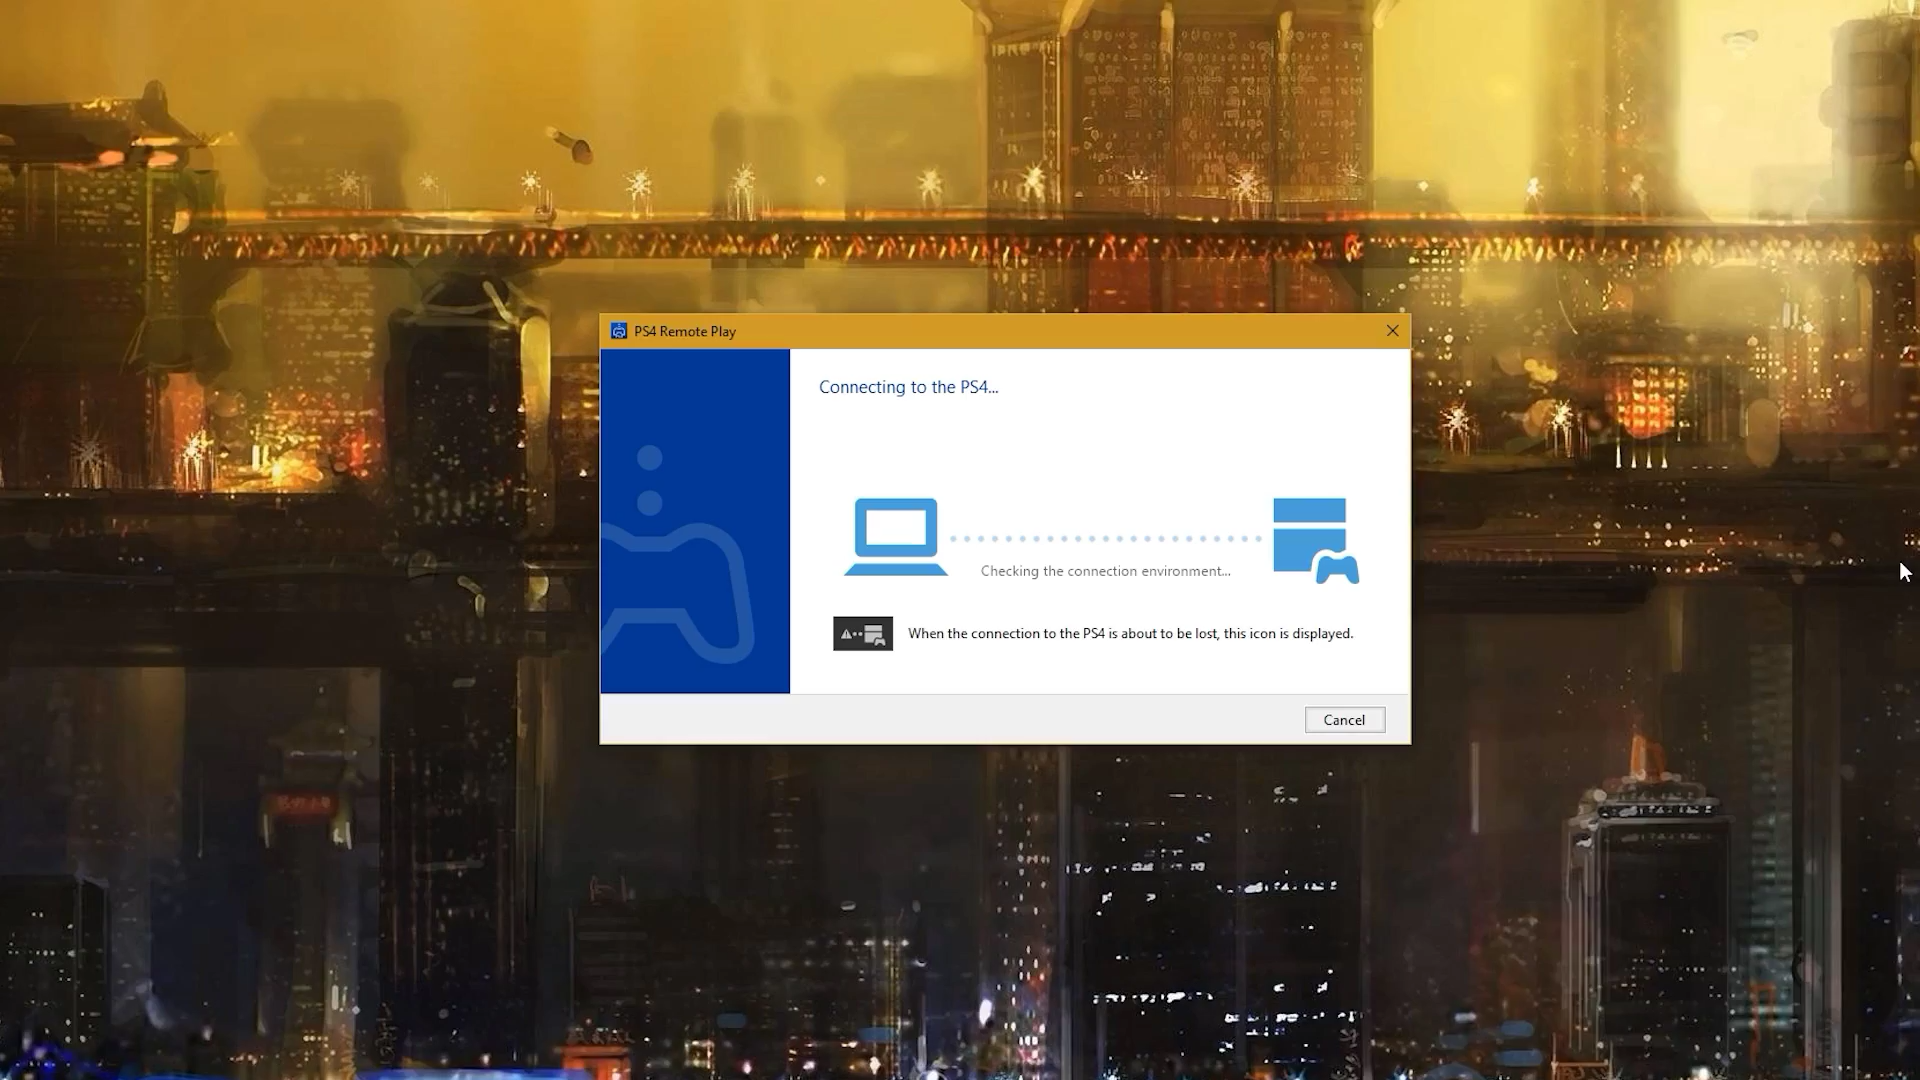 PS4 Remote Play
Connecting to the PS4...
Checking the connection environment...
When the connection to the PS4 is about to be lost, this icon is displayed.
Cancel